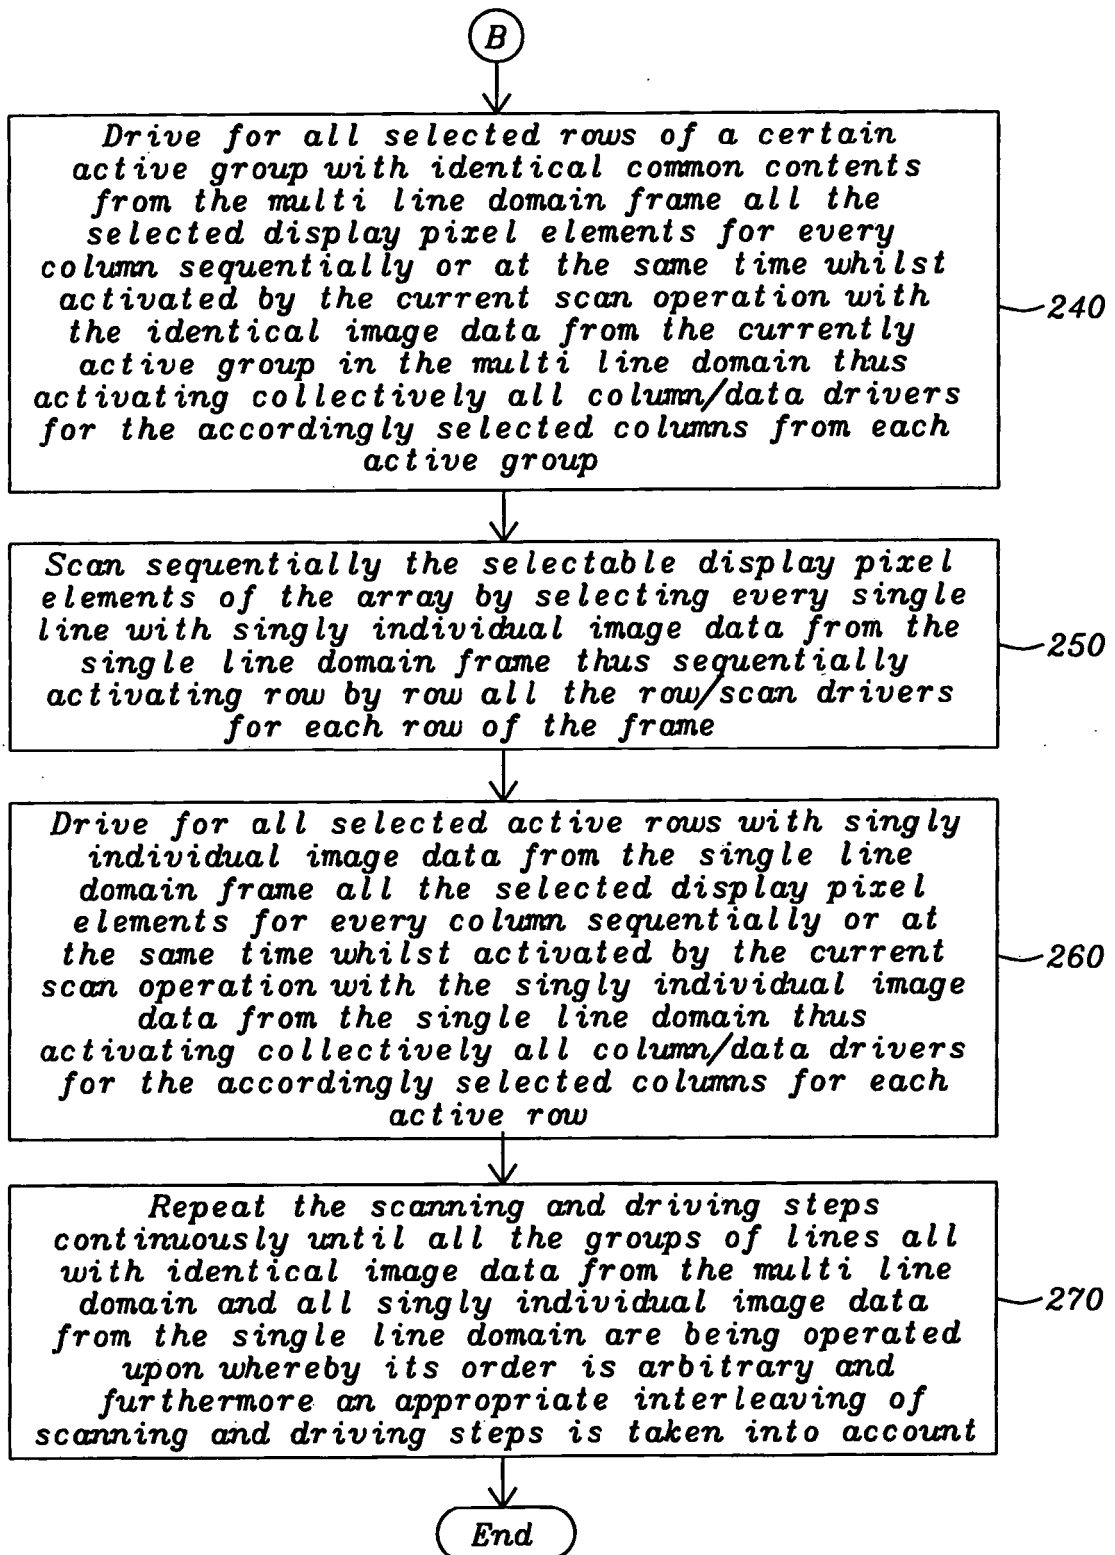 B
Drive for all selected rows of a certain
active group with identical common contents
from the multi line domain frame all the
selected display pixel elements for every
column sequentially or at the same time whilst
activated by the current scan operation with
the identical image data from the currently
active group in the multi line domain thus
activating collectively all column/data drivers
for the accordingly selected columns from each
active group
240
Scan sequentially the selectable display pixel
elements of the array by selecting every single
line with singly individual image data from the
single line domain frame thus sequentially
activating row by row all the row/scan drivers
for each row of the frame
250
Drive for all selected active rows with singly
individual image data from the single line
domain frame all the selected display pixel
elements for every column sequentially or at
the same time whilst activated by the current
scan operation with the singly individual image
data from the single line domain thus
activating collectively all column/data drivers
for the accordingly selected columns for each
active row
260
Repeat the scanning and driving steps
continuously until all the groups of lines all
with identical image data from the multi line
domain and all singly individual image data
from the single line domain are being operated
upon whereby its order is arbitrary and
furthermore an appropriate interleaving of
scanning and driving steps is taken into account
270
End